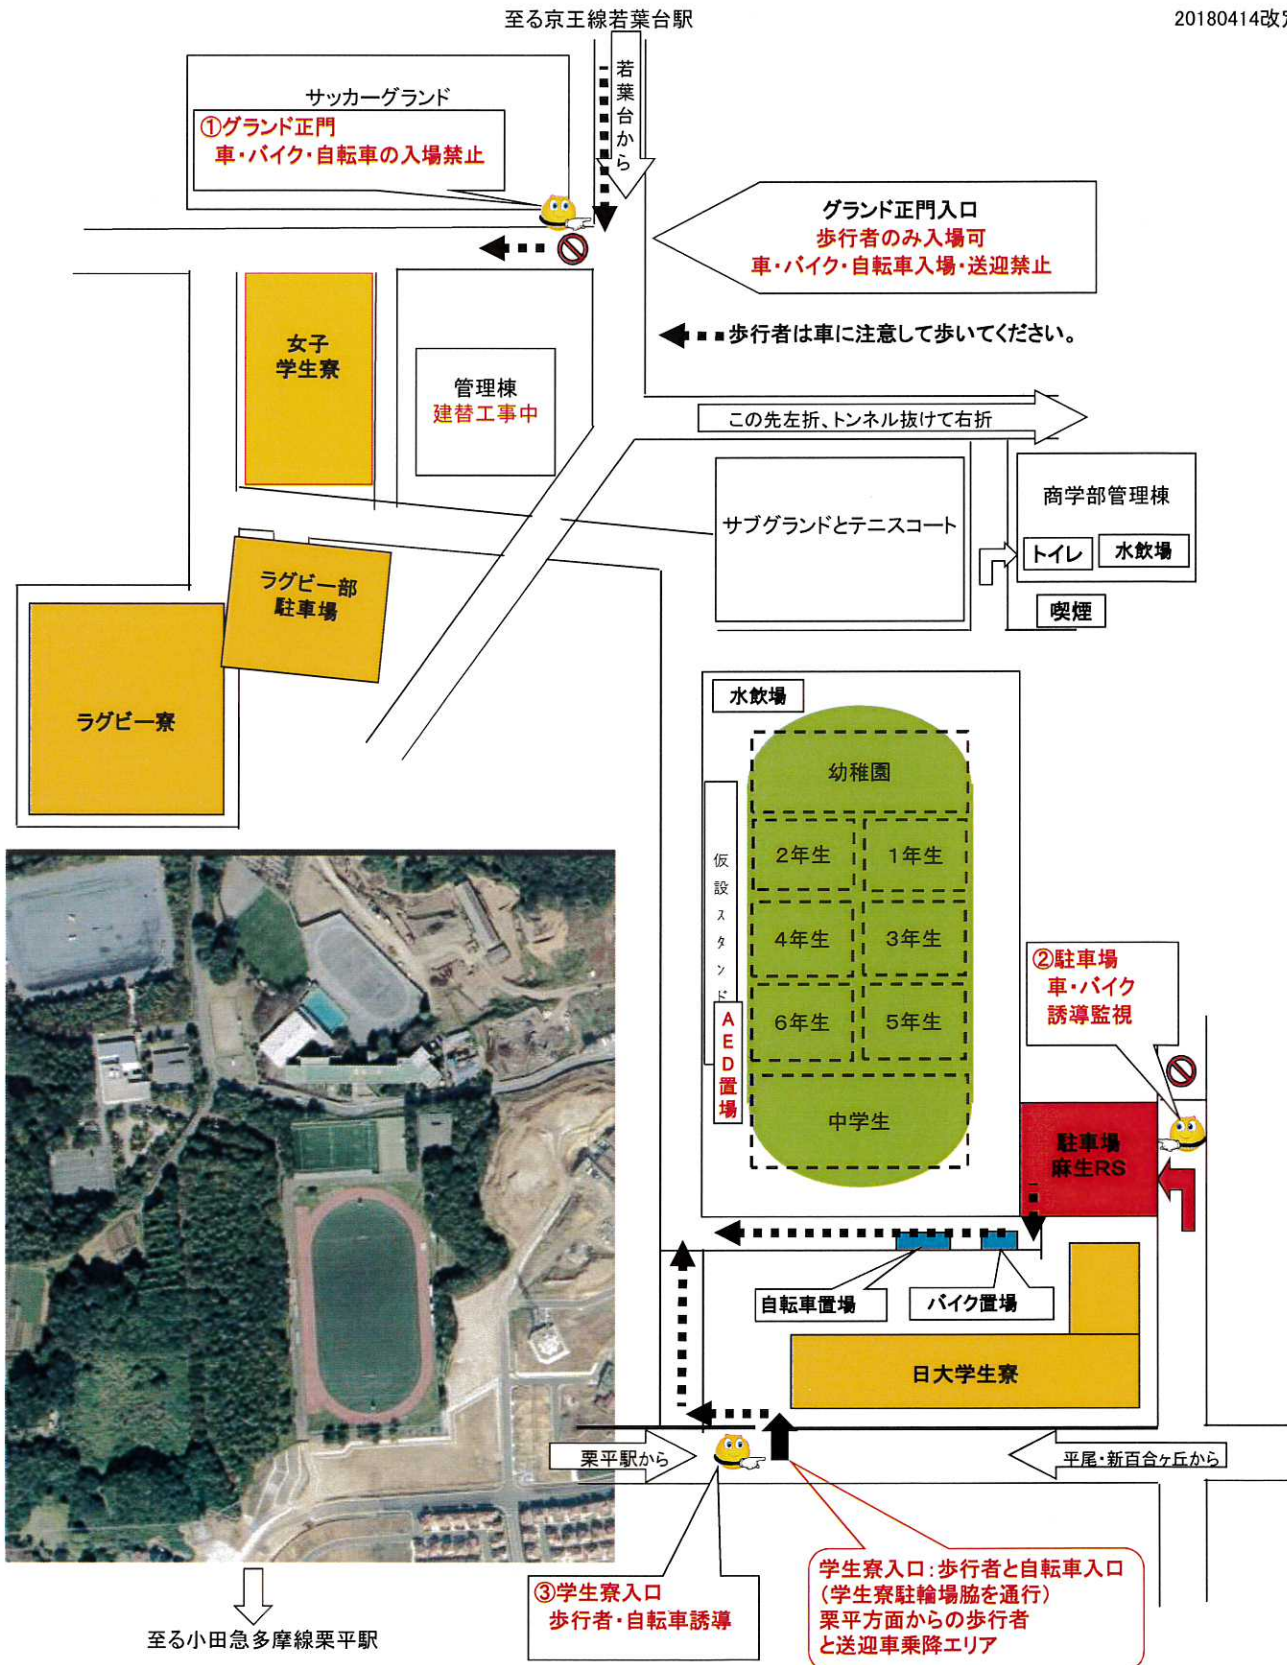 至る京王線若葉台駅
20180414改定
サッカーグランド
①グランド正門
車・バイク・自転車の入場禁止
若葉台から
グランド正門入口
歩行者のみ入場可
車・バイク・自転車入場・送迎禁止
歩行者は車に注意して歩いてください。
女子
学生寮
管理棟
建替工事中
この先左折、トンネル抜けて右折
サブグランドとテニスコート
商学部管理棟
トイレ
水飲場
喫煙
ラグビー部
駐車場
ラグビー寮
水飲場
幼稚園
仮設スタンド
2年生
1年生
4年生
3年生
6年生
5年生
AED置場
中学生
②駐車場
車・バイク
誘導監視
駐車場
麻生RS
自転車置場
バイク置場
日大学生寮
栗平駅から
平尾・新百合ヶ丘から
③学生寮入口
歩行者・自転車誘導
学生寮入口：歩行者と自転車入口
（学生寮駐輪場脇を通行）
栗平方面からの歩行者
と送迎車乗降エリア
至る小田急多摩線栗平駅